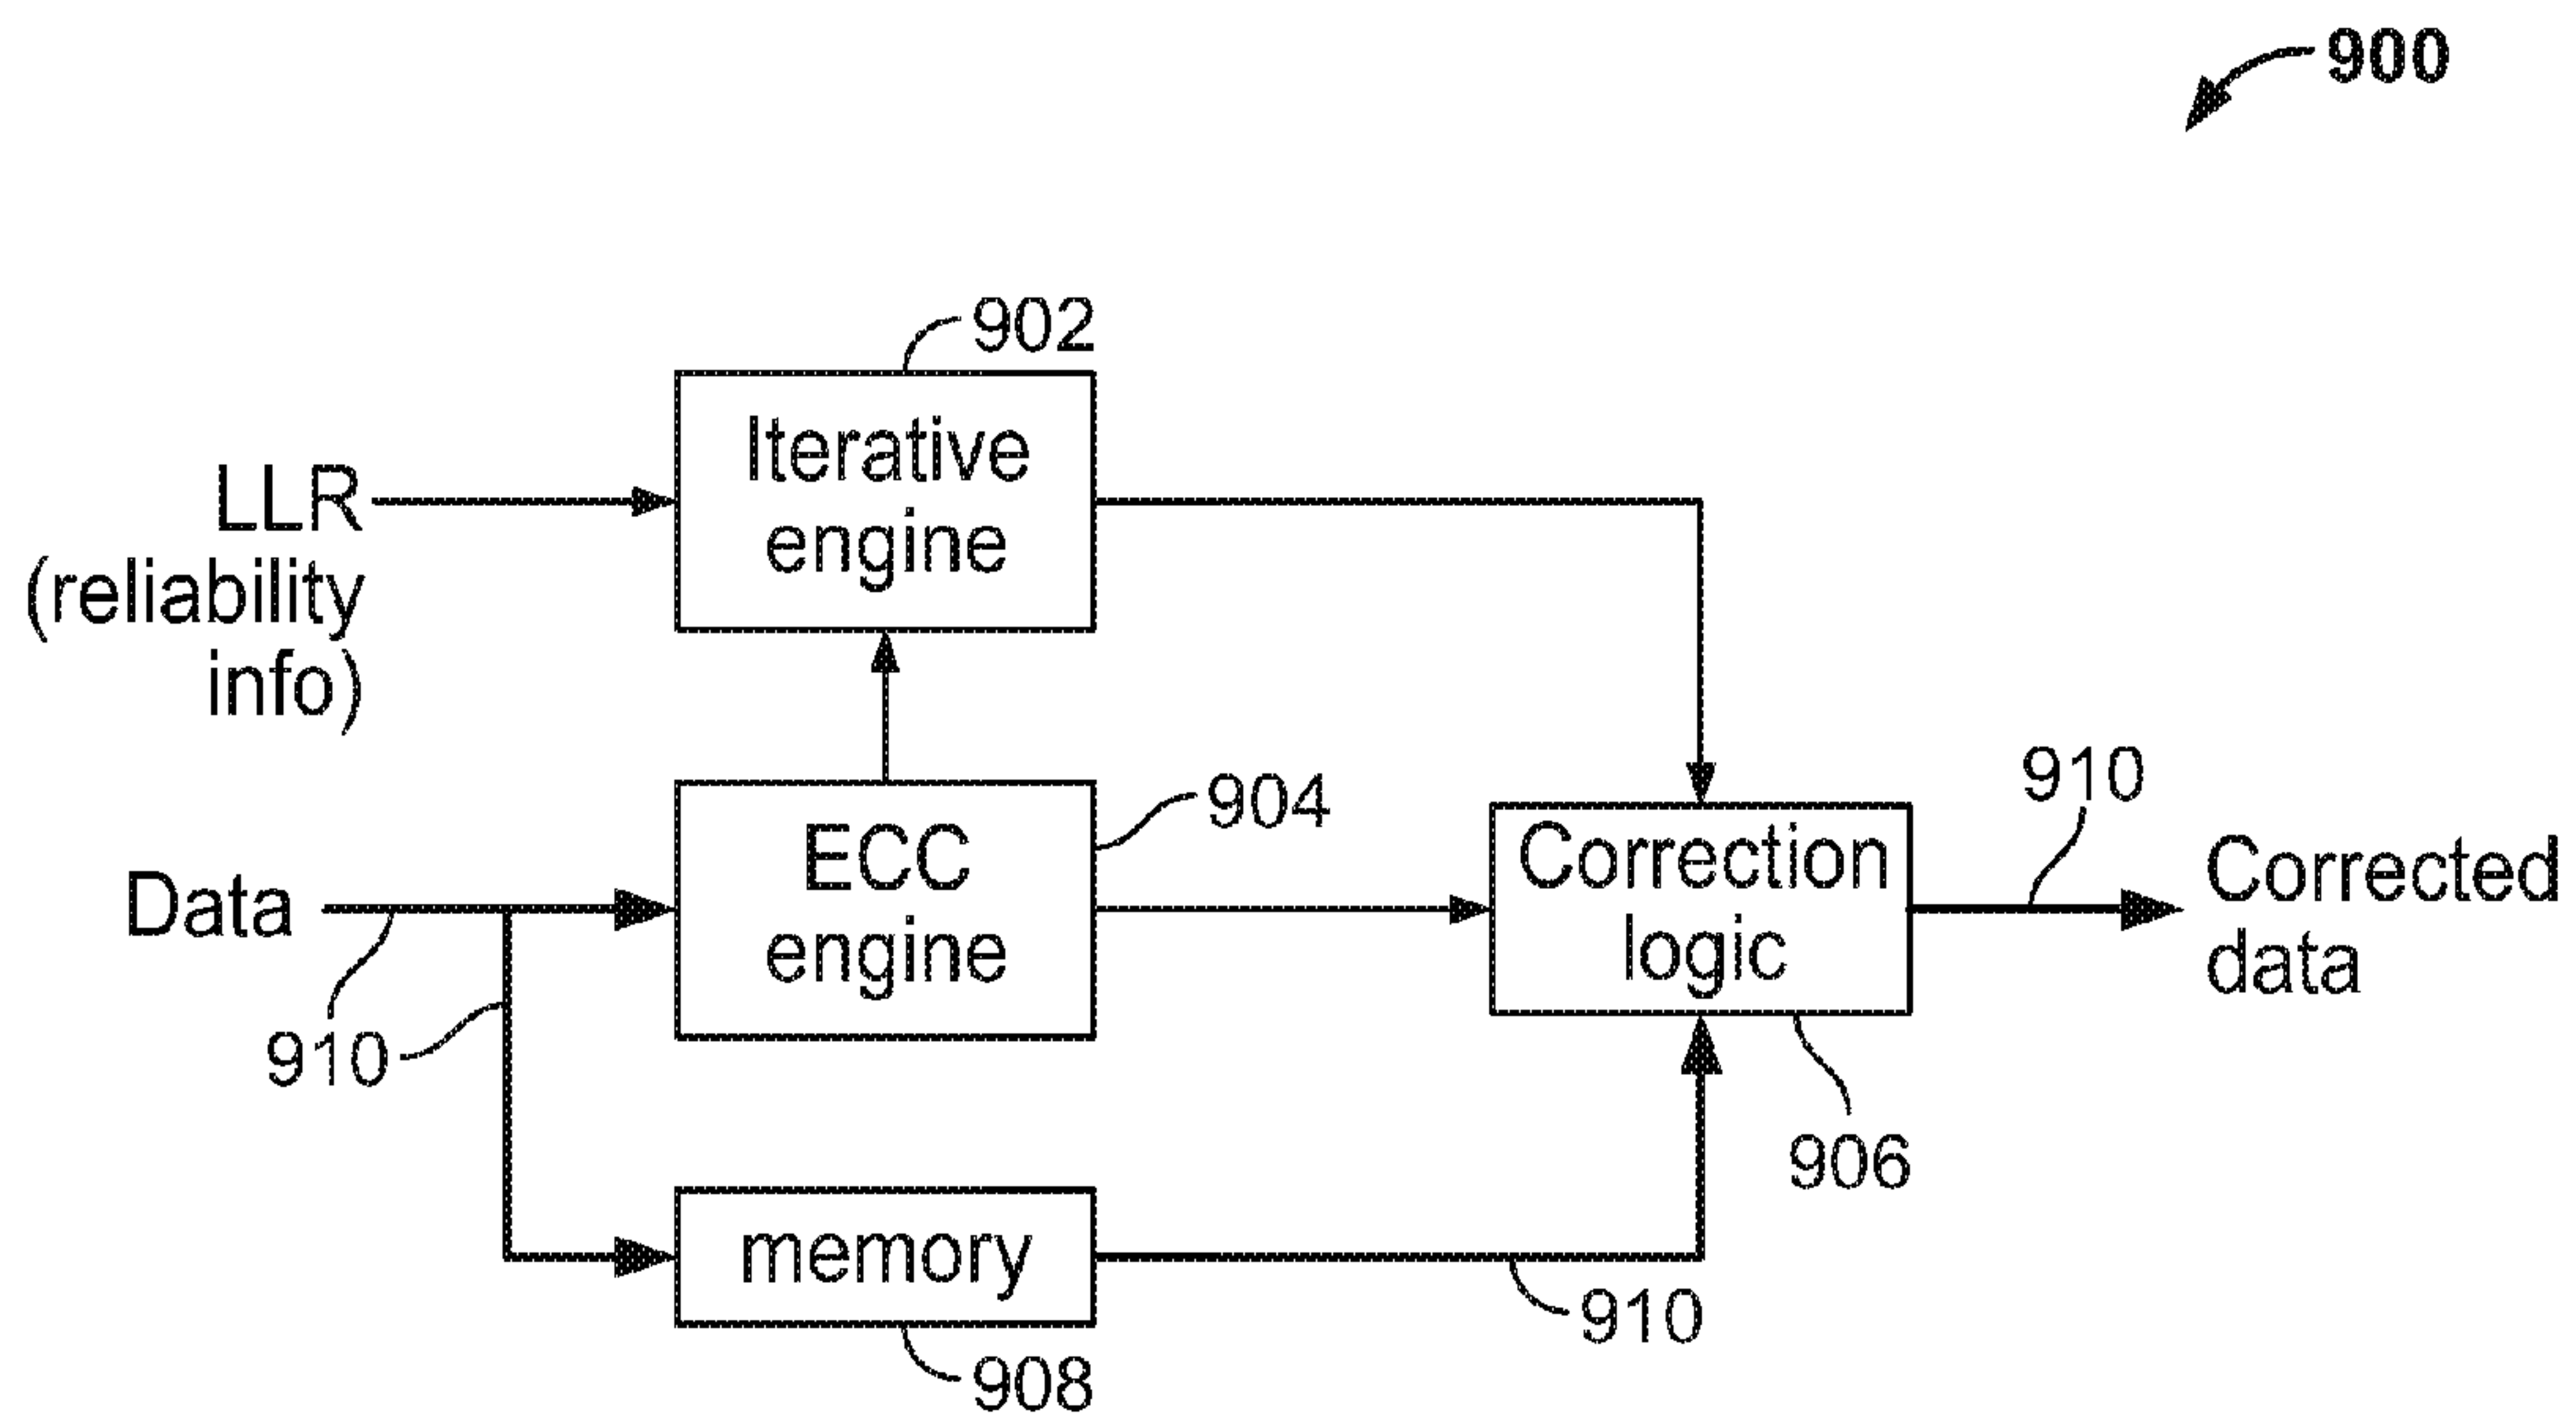 900
902
Iterative
engine
LLR
(reliability
info)
904
910
ECC
engine
Correction
logic
Data
Corrected
data
910
906
memory
910
908